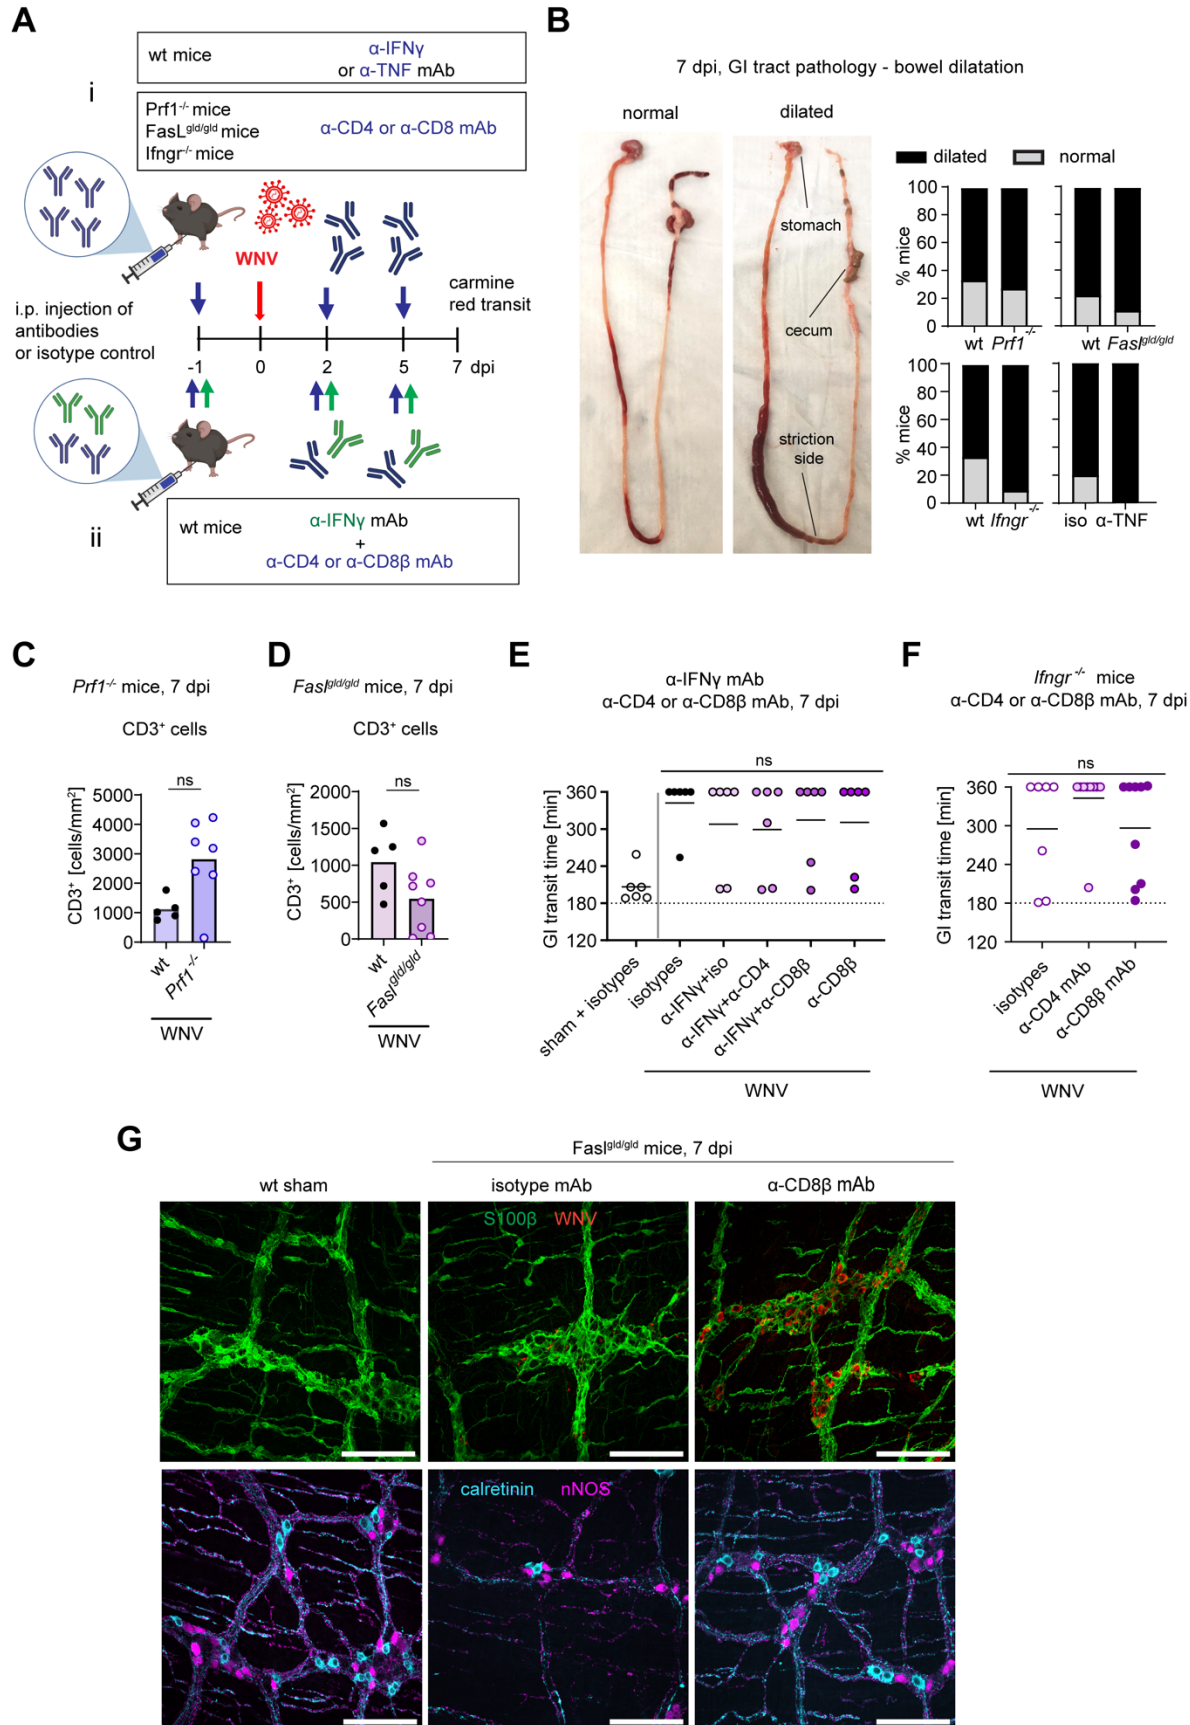 A
wt mice
α-IFNγ
or α-TNF mAb
i
Prf1-/- mice
FasLgld/gld mice
Ifngr-/- mice
α-CD4 or α-CD8 mAb
WNV
carmine
red transit
i.p. injection of
antibodies
or isotype control
-1 0 2 5 7 dpi
ii
wt mice
α-IFNγ mAb
+
α-CD4 or α-CD8β mAb
B
7 dpi, GI tract pathology - bowel dilatation
normal
dilated
stomach
cecum
striction
side
dilated normal
% mice
100
80
60
40
20
0
wt Prf1-/-
wt Faslgld/gld
% mice
100
80
60
40
20
0
wt Ifngr-/-
iso α-TNF
C
Prf1-/- mice, 7 dpi
CD3+ cells
ns
CD3+ [cells/mm2]
5000
4000
3000
2000
1000
0
wt
Prf1-/-
WNV
D
Faslgld/gld mice, 7 dpi
CD3+ cells
ns
CD3+ [cells/mm2]
2000
1500
1000
500
0
wt
Faslgld/gld
WNV
E
α-IFNγ mAb
α-CD4 or α-CD8β mAb, 7 dpi
ns
GI transit time [min]
360
300
240
180
120
sham + isotypes
isotypes
α-IFNγ+iso
α-IFNγ+α-CD4
α-IFNγ+α-CD8β
α-CD8β
WNV
F
Ifngr-/- mice
α-CD4 or α-CD8β mAb, 7 dpi
ns
GI transit time [min]
360
300
240
180
120
isotypes
α-CD4 mAb
α-CD8β mAb
WNV
G
Faslgld/gld mice, 7 dpi
wt sham
isotype mAb
α-CD8β mAb
S100β WNV
calretinin nNOS